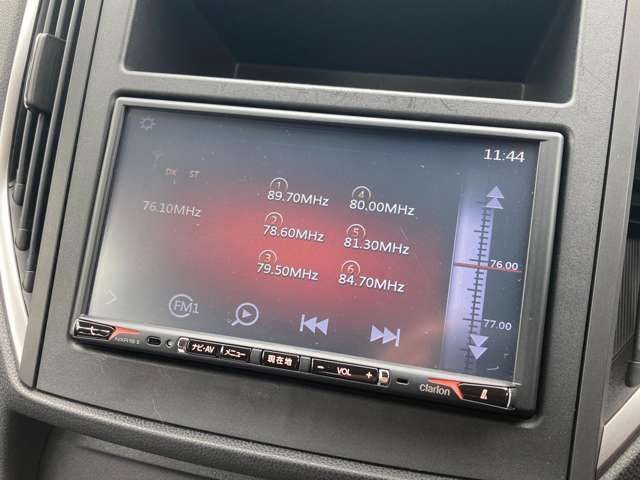 11:44
DX ST
76.10MHz
1 89.70MHz
4 80.00MHz
2 78.60MHz
5 81.30MHz
3 79.50MHz
6 84.70MHz
76.00
77.00
FM1
ナビ・AV
メニュー
現在地
− VOL +
clarion